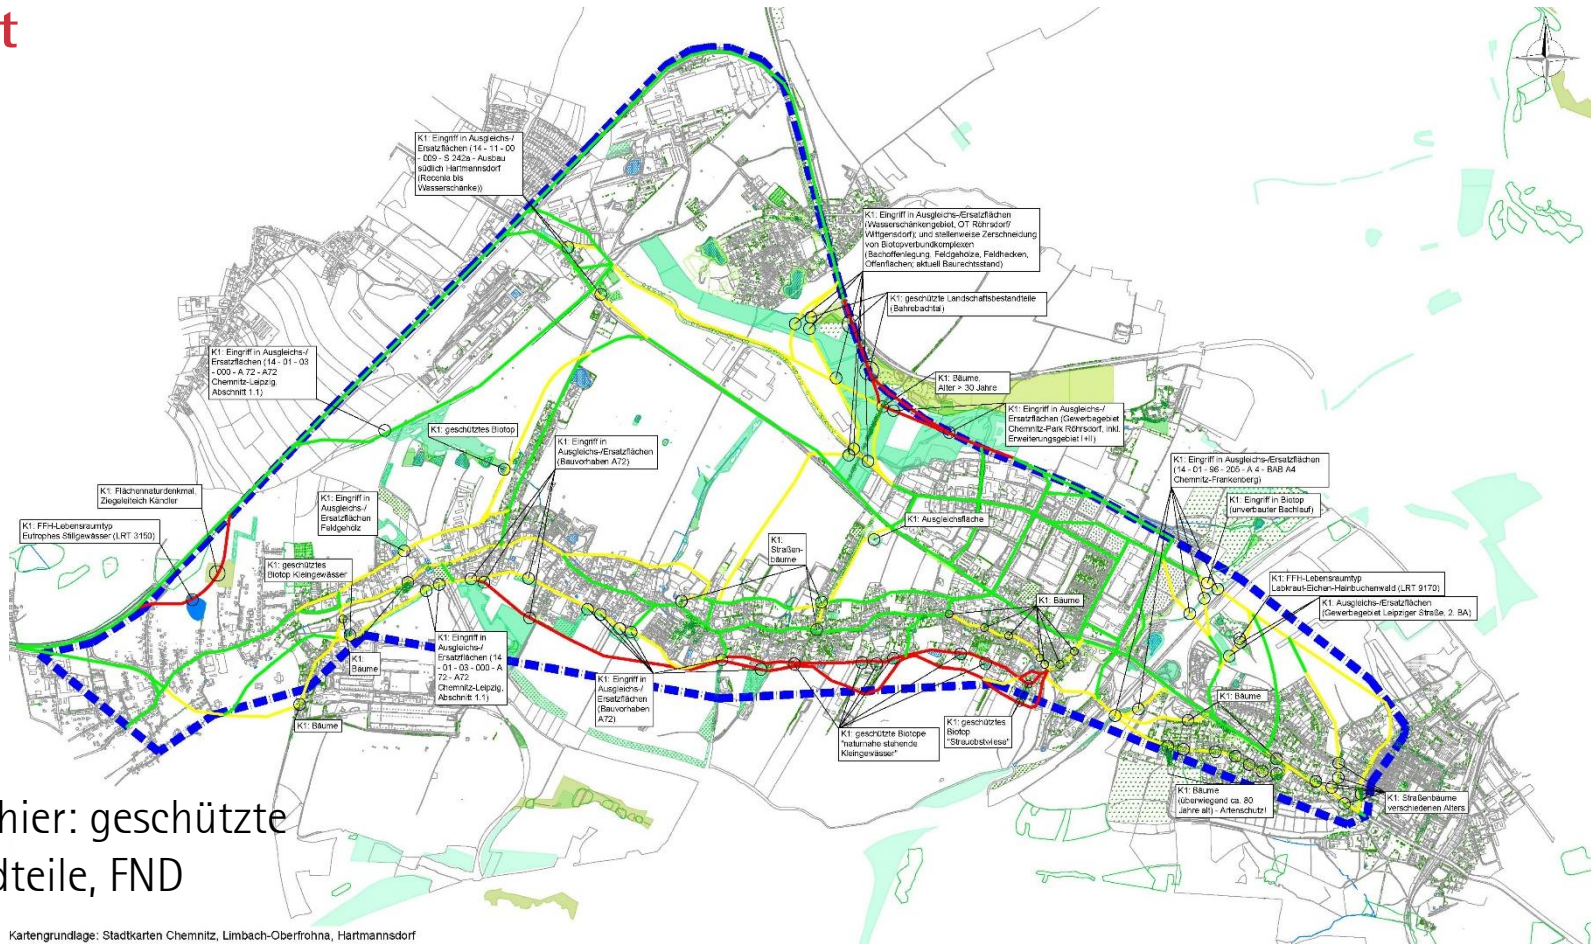 t
K1: Eingriff in Ausgleichs-/
Ersatzflächen (14 - 11 - 00
- 009 - S 242a - Ausbau
südlich Hartmannsdorf
(Recenia bis
Wasserschänke))
K1: Eingriff in Ausgleichs-/Ersatzflächen
(Wasserschänkengebiet, OT Röhrsdorf/
Wittgensdorf); und stellenweise Zerschneidung
von Biotopverbundkomplexen
(Bachoffenlegung, Feldgehölze, Feldhecken,
Offenflächen; aktuell Baurechtsstand)
K1: geschützte Landschaftsbestandteile
(Bahrebachtal)
K1: Eingriff in Ausgleichs-/
Ersatzflächen (14 - 01 - 03
- 000 - A 72 - A72
Chemnitz-Leipzig,
Abschnitt 1.1)
K1: Bäume,
Alter > 30 Jahre
K1: Eingriff in Ausgleichs-/
Ersatzflächen (Gewerbegebiet
Chemnitz-Park Röhrsdorf, inkl.
Erweiterungsgebiet I+II)
K1: geschütztes Biotop
K1: Eingriff in
Ausgleichs-/Ersatzflächen
(Bauvorhaben A72)
K1: Eingriff in Ausgleichs-/Ersatzflächen
(14 - 01 - 96 - 206 - A 4 - BAB A4
Chemnitz-Frankenberg)
K1: Flächennaturdenkmal,
Ziegeleiteich Kändler
K1: Eingriff in
Ausgleichs-/
Ersatzflächen
Feldgehölz
K1: Eingriff in Biotop
(unverbauter Bachlauf)
K1: FFH-Lebensraumtyp
Eutrophes Stillgewässer (LRT 3150)
K1: Ausgleichsfläche
K1:
Straßen-
bäume
K1: geschütztes
Biotop Kleingewässer
K1: FFH-Lebensraumtyp
Labkraut-Eichen-Hainbuchenwald (LRT 9170)
K1: Bäume
K1: Ausgleichs-/Ersatzflächen
(Gewerbegebiet Leipziger Straße, 2. BA)
K1:
Bäume
K1: Eingriff in
Ausgleichs-/
Ersatzflächen (14
- 01 - 03 - 000 - A
72 - A72
Chemnitz-Leipzig,
Abschnitt 1.1)
K1: Eingriff in
Ausgleichs-/
Ersatzflächen
(Bauvorhaben
A72)
K1: Bäume
K1: Bäume
K1: geschützte Biotope
"naturnahe stehende
Kleingewässer"
K1: geschütztes
Biotop
"Streuobstwiese"
K1: Bäume
(überwiegend ca. 80
Jahre alt) - Artenschutz!
K1: Straßenbäume
verschiedenen Alters
hier: geschützte
dteile, FND
Kartengrundlage: Stadtkarten Chemnitz, Limbach-Oberfrohna, Hartmannsdorf